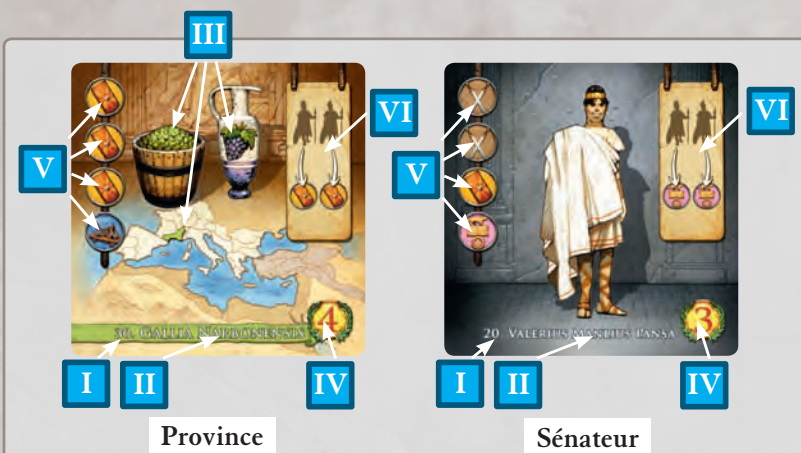 III
VI
VI
V
V
30. GALLIA NARBONENSIS
4
20 VALERIUS MANLIUS PANSA
3
I
II
IV
I
II
IV
Province
Sénateur